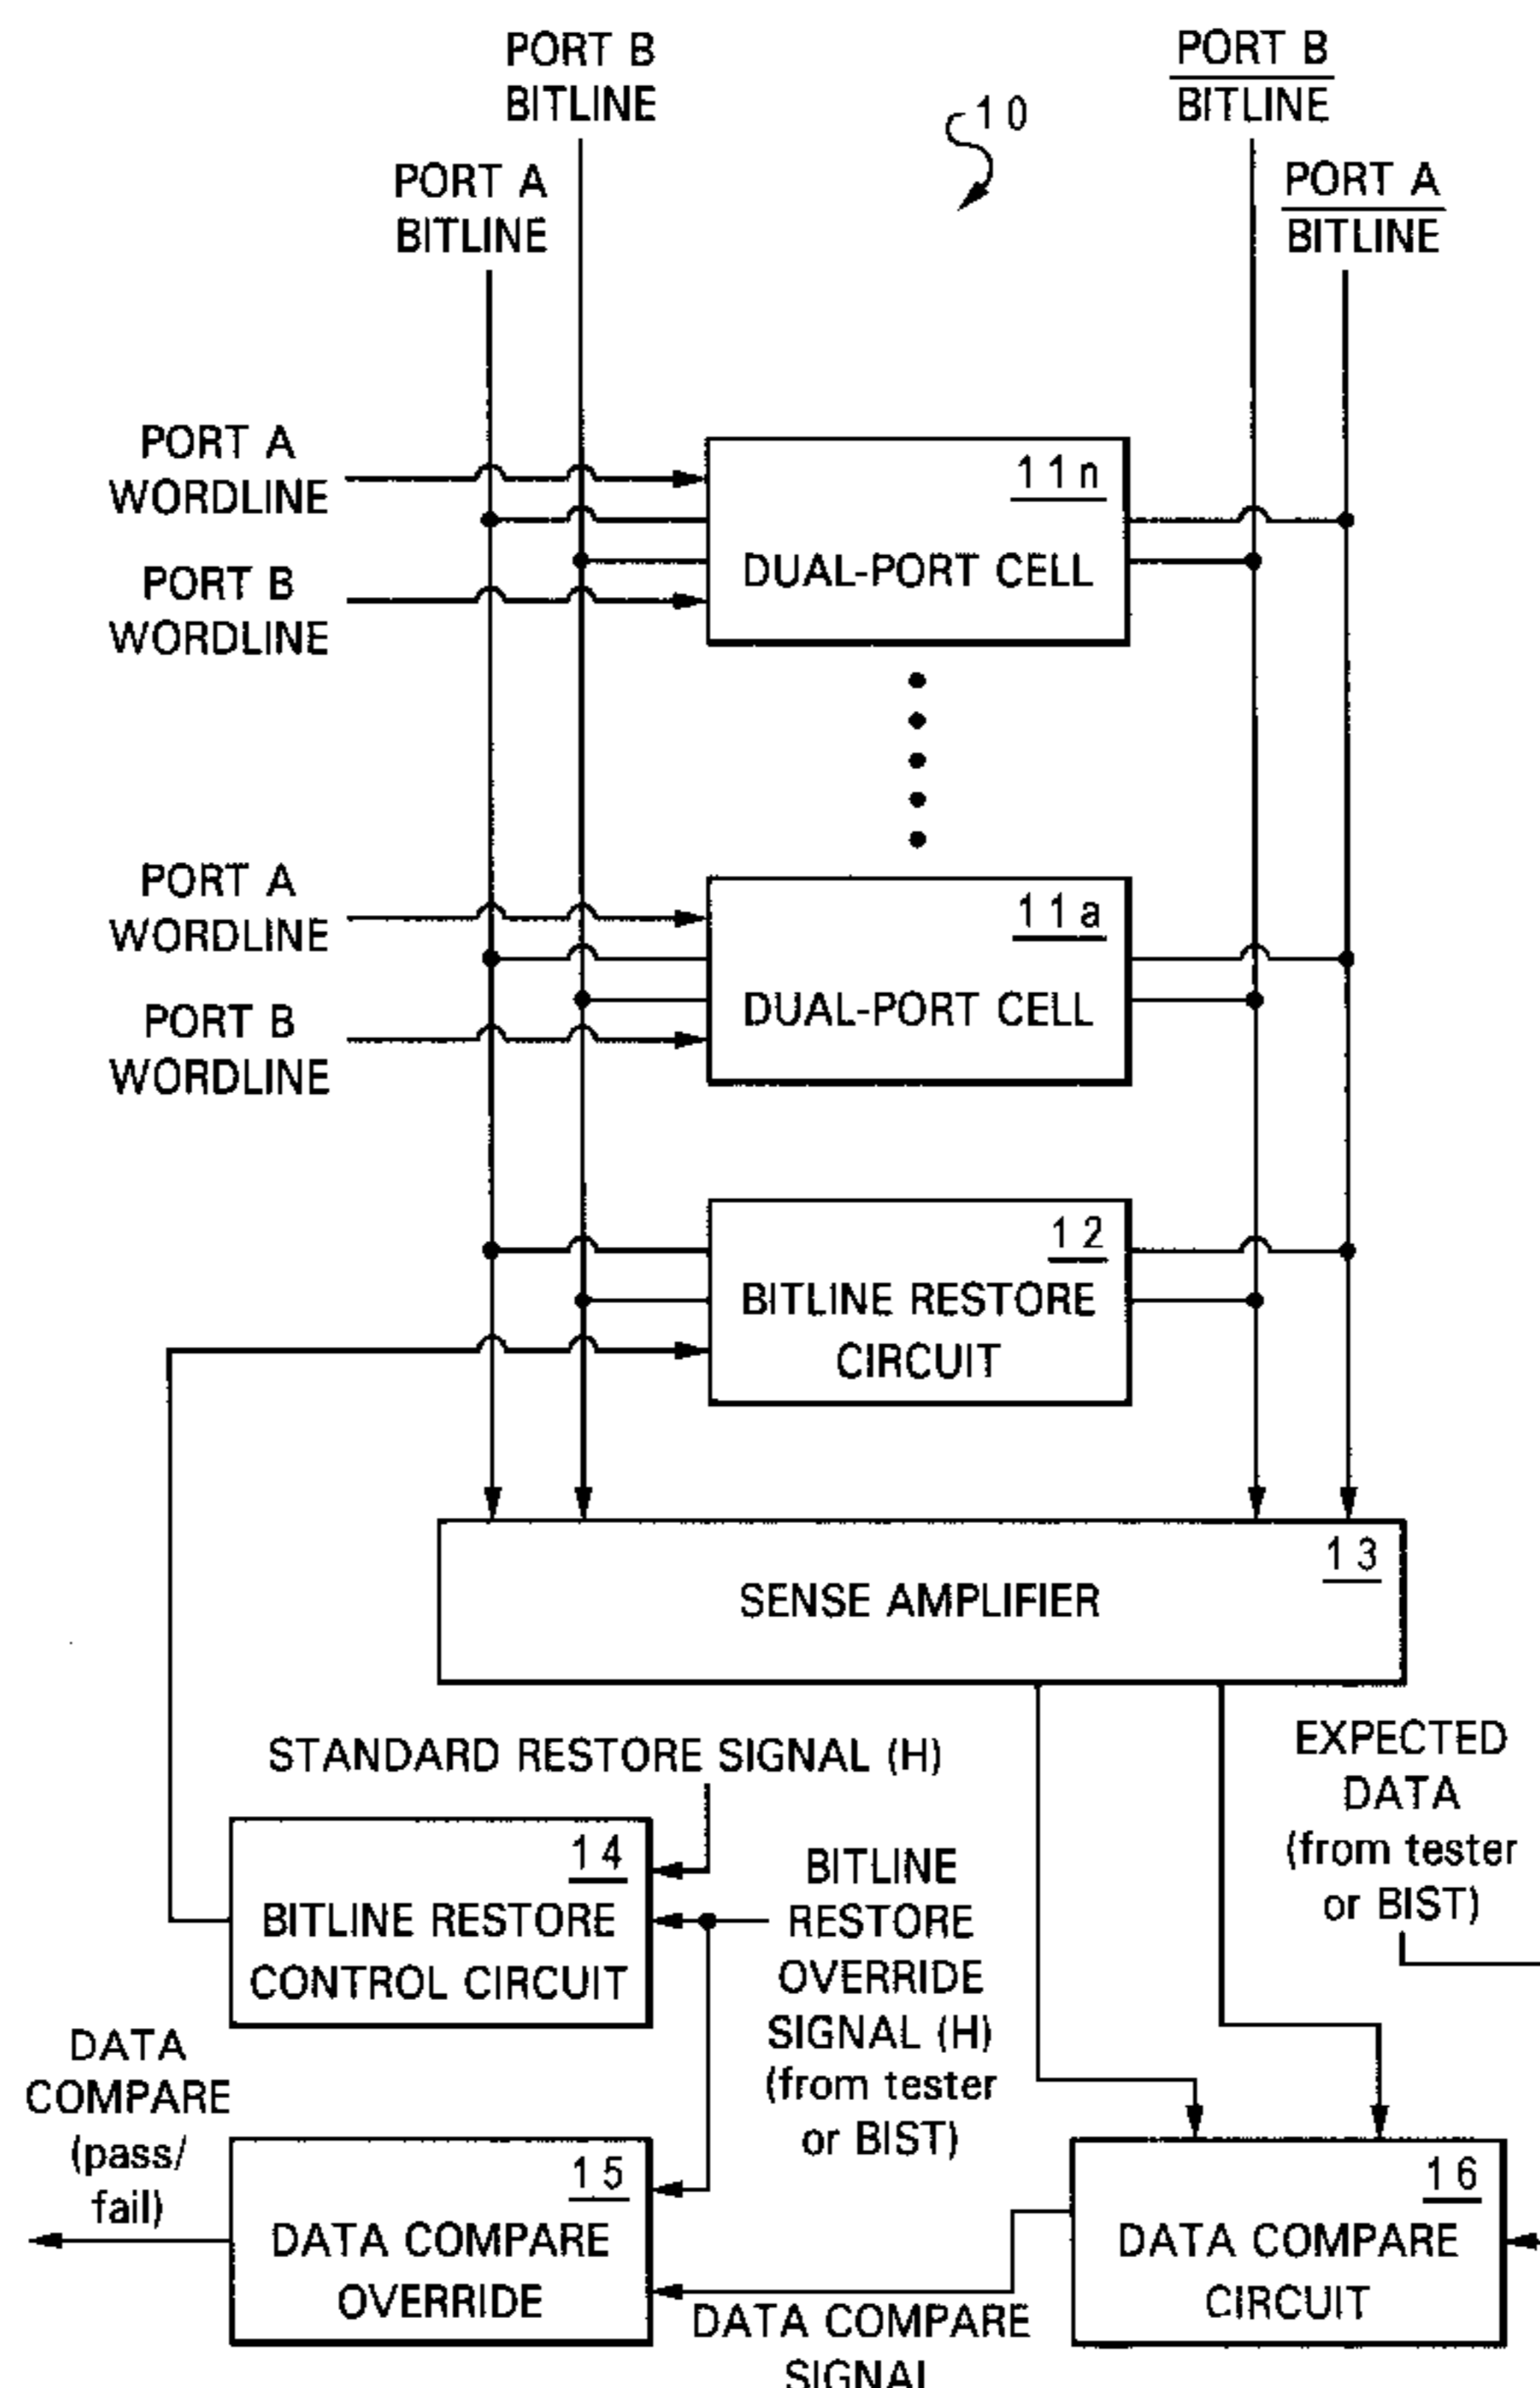 PORT B
BITLINE
PORT B
BITLINE
10
PORT A
BITLINE
PORT A
BITLINE
PORT A
WORDLINE
11n
DUAL-PORT CELL
PORT B
WORDLINE
PORT A
WORDLINE
11a
DUAL-PORT CELL
PORT B
WORDLINE
12
BITLINE RESTORE
CIRCUIT
13
SENSE AMPLIFIER
STANDARD RESTORE SIGNAL (H)
EXPECTED
DATA
(from tester
or BIST)
14
BITLINE RESTORE
CONTROL CIRCUIT
BITLINE
RESTORE
OVERRIDE
SIGNAL (H)
(from tester
or BIST)
DATA
COMPARE
(pass/
fail)
15
DATA COMPARE
OVERRIDE
16
DATA COMPARE
CIRCUIT
DATA COMPARE
SIGNAL